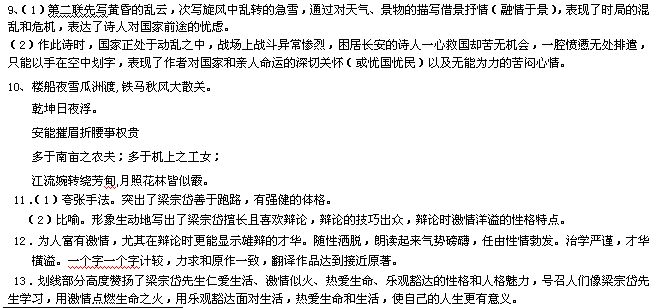 9、（1）第二联先写黄昏的乱云，次写旋风中乱转的急雪，通过对天气、景物的描写借景抒情（融情于景），表现了时局的混
乱和危机，表达了诗人对国家前途的忧虑。
（2）作此诗时，国家正处于动乱之中，战场上战斗异常惨烈，困居长安的诗人一心救国却苦无机会，一腔愤懑无处排遣，
只能以手在空中划字，表现了作者对国家和亲人命运的深切关怀（或忧国忧民）以及无能为力的苦闷心情。
10、楼船夜雪瓜洲渡,铁马秋风大散关。
乾坤日夜浮。
安能摧眉折腰事权贵
多于南亩之农夫；多于机上之工女；
江流婉转绕芳甸,月照花林皆似霰。
11．（1）夸张手法。突出了梁宗岱善于跑路，有强健的体格。
（2）比喻。形象生动地写出了梁宗岱擅长且喜欢辩论，辩论的技巧出众，辩论时激情洋溢的性格特点。
12．为人富有激情，尤其在辩论时更能显示雄辩的才华。随性洒脱，朗读起来气势磅礴，任由性情勃发。治学严谨，才华
横溢。一个字一个字计较，力求和原作一致，翻译作品达到接近原著。
13．划线部分高度赞扬了梁宗岱先生仁爱生活、激情似火、热爱生命、乐观豁达的性格和人格魅力，号召人们像梁宗岱先
生学习，用激情点燃生命之火，用乐观豁达面对生活，热爱生命和生活，使自己的人生更有意义。